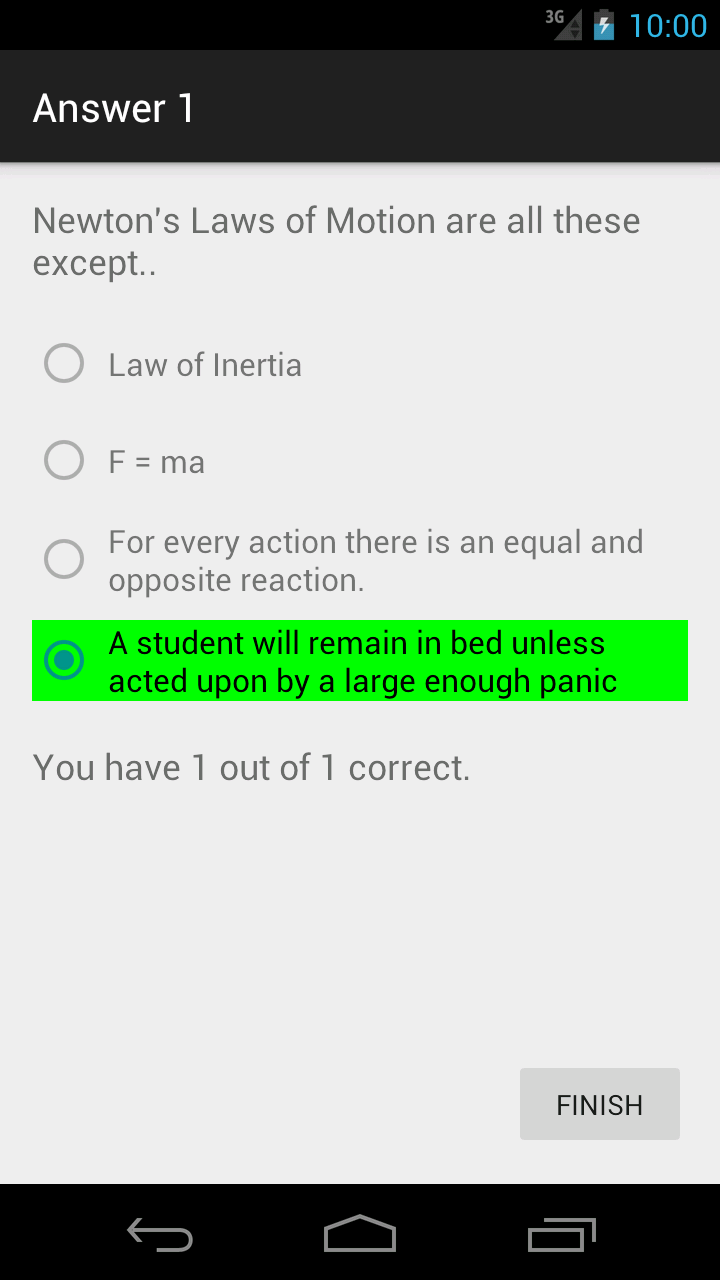 3G
10:00
Answer 1
Newton's Laws of Motion are all these
except..
Law of Inertia
F = ma
For every action there is an equal and
opposite reaction.
A student will remain in bed unless
acted upon by a large enough panic
You have 1 out of 1 correct.
FINISH